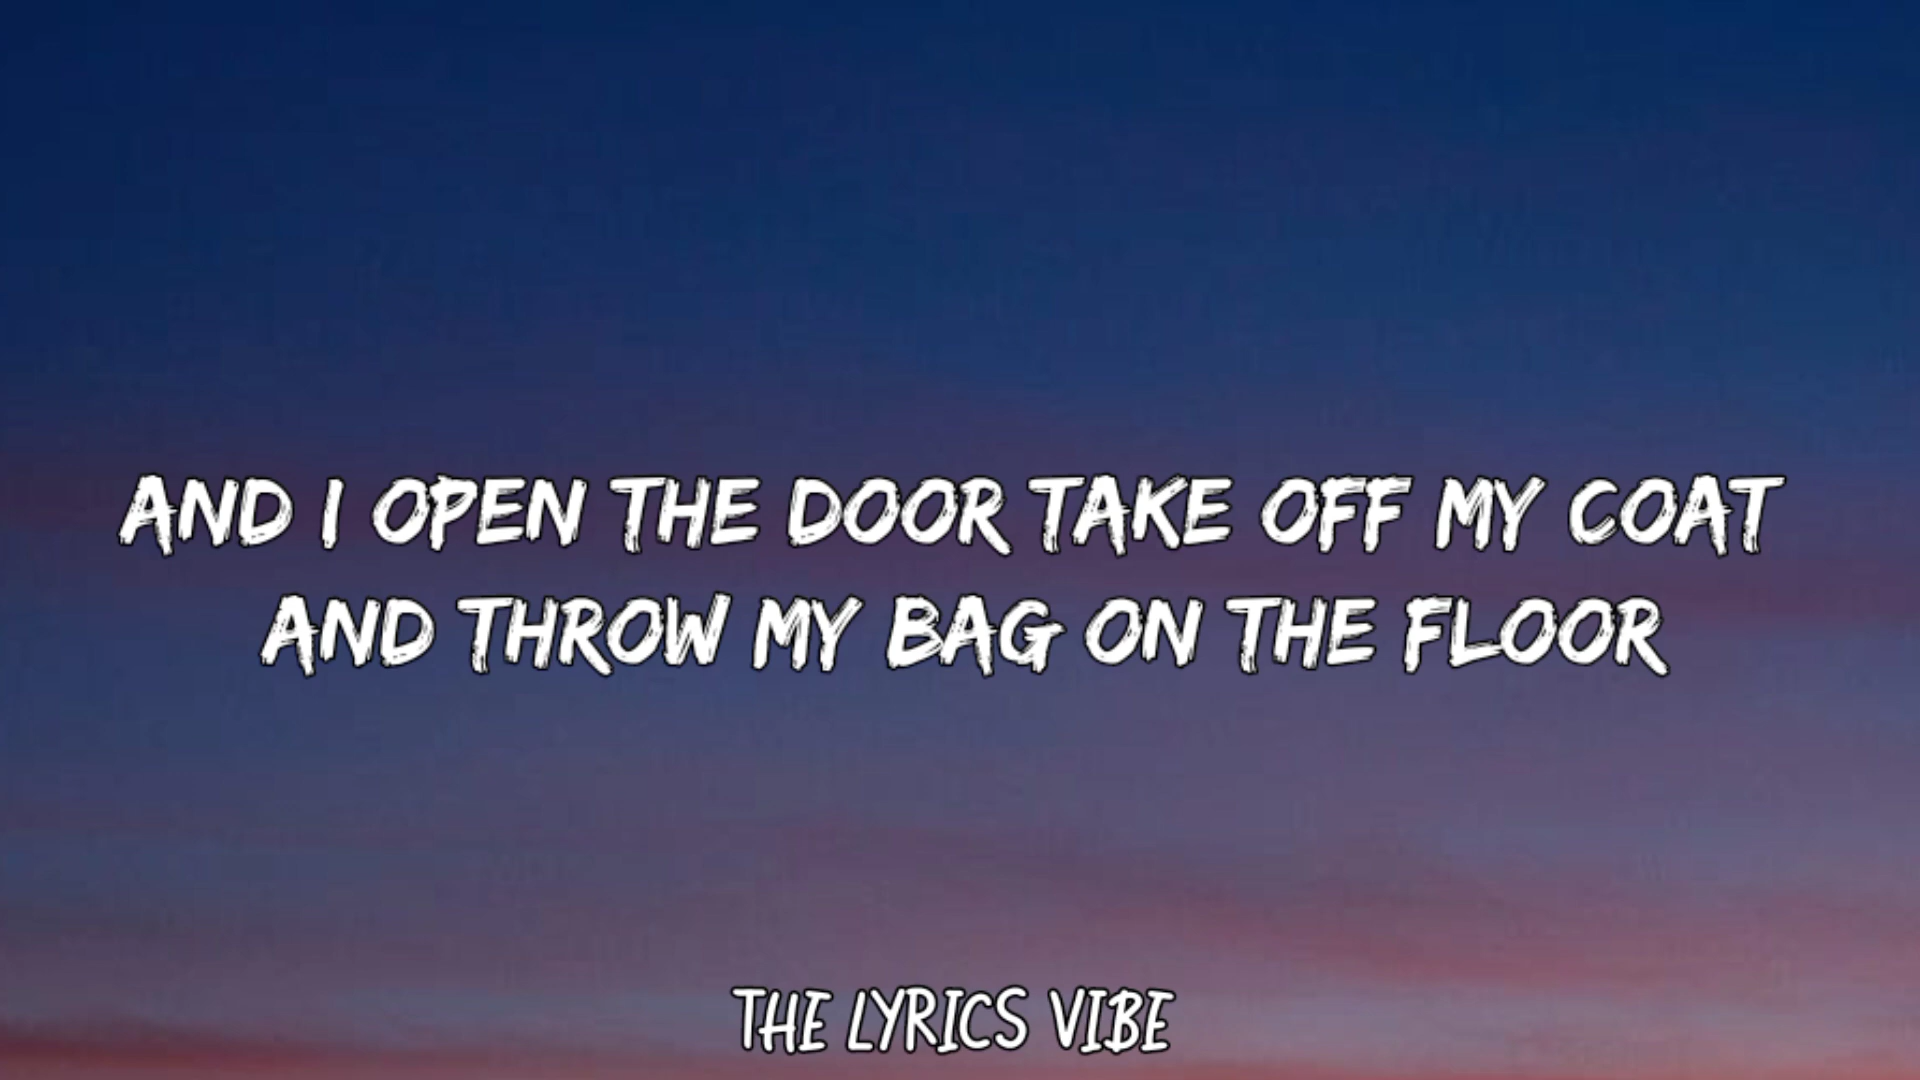 AND I OPEN THE DOOR TAKE OFF MY COAT
AND THROW MY BAG ON THE FLOOR
THE LYRICS VIBE